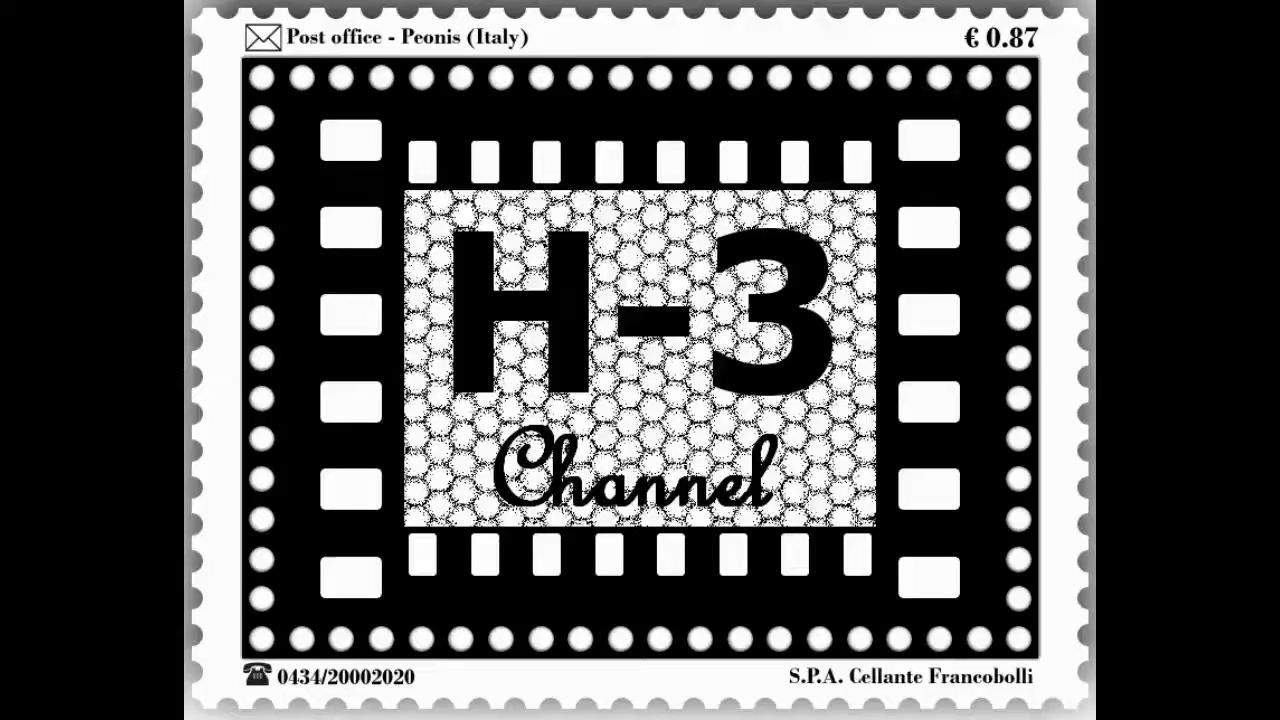 Post office - Peonis (Italy)
€ 0.87
H-3
Channel
0434/20002020
S.P.A. Cellante Francobolli